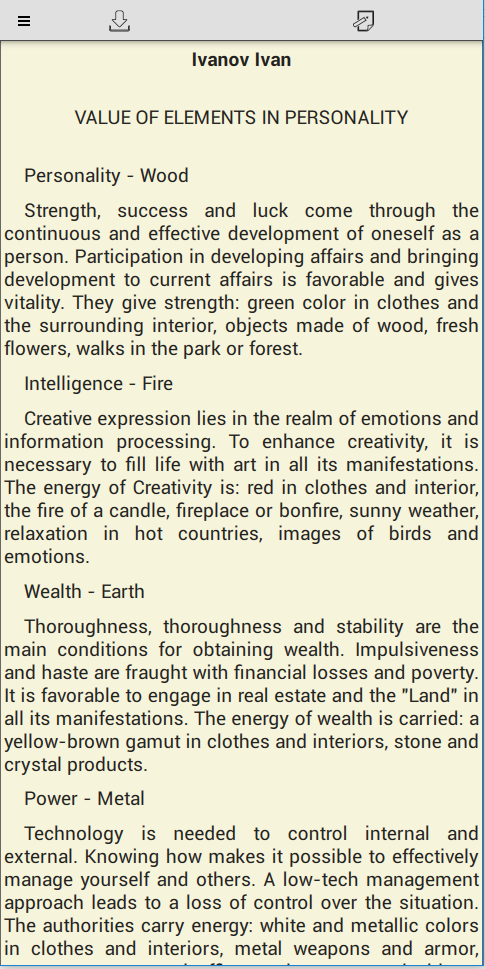 Ivanov Ivan
VALUE OF ELEMENTS IN PERSONALITY
Personality - Wood
Strength, success and luck come through the
continuous and effective development of oneself as a
person. Participation in developing affairs and bringing
development to current affairs is favorable and gives
vitality. They give strength: green color in clothes and
the surrounding interior, objects made of wood, fresh
flowers, walks in the park or forest.
Intelligence - Fire
Creative expression lies in the realm of emotions and
information processing. To enhance creativity, it is
necessary to fill life with art in all its manifestations.
The energy of Creativity is: red in clothes and interior,
the fire of a candle, fireplace or bonfire, sunny weather,
relaxation in hot countries, images of birds and
emotions.
Wealth - Earth
Thoroughness, thoroughness and stability are the
main conditions for obtaining wealth. Impulsiveness
and haste are fraught with financial losses and poverty.
It is favorable to engage in real estate and the "Land" in
all its manifestations. The energy of wealth is carried: a
yellow-brown gamut in clothes and interiors, stone and
crystal products.
Power - Metal
Technology is needed to control internal and
external. Knowing how makes it possible to effectively
manage yourself and others. A low-tech management
approach leads to a loss of control over the situation.
The authorities carry energy: white and metallic colors
in clothes and interiors, metal weapons and armor,